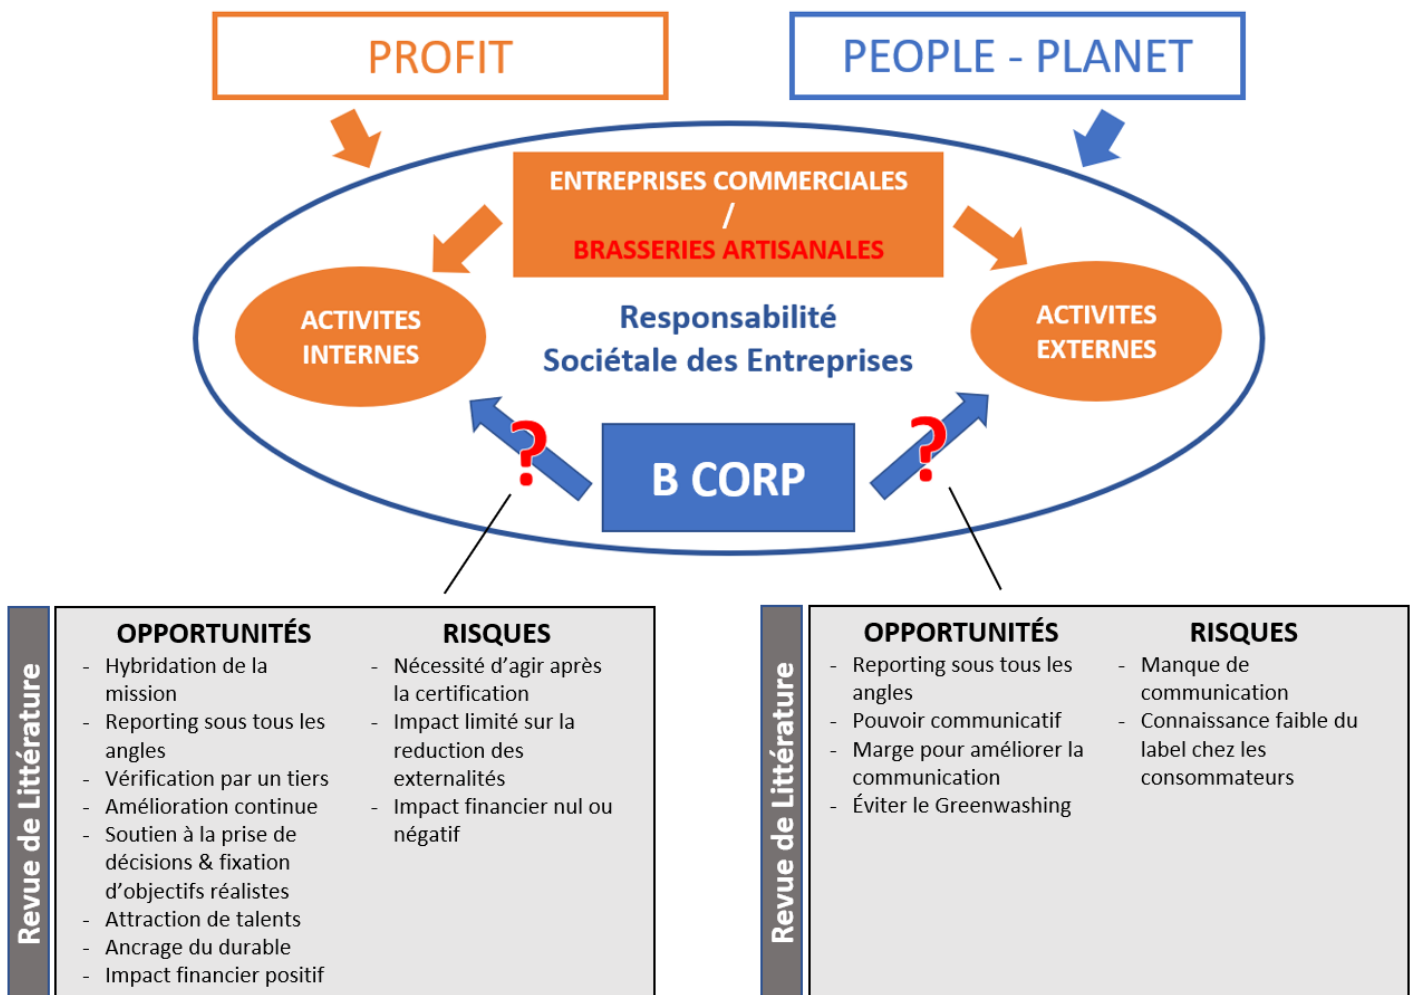 PROFIT
PEOPLE - PLANET
ENTREPRISES COMMERCIALES
/
BRASSERIES ARTISANALES
ACTIVITES
INTERNES
Responsabilité
Sociétale des Entreprises
ACTIVITES
EXTERNES
?
?
B CORP
Revue de Littérature
OPPORTUNITÉS
- Hybridation de la
mission
- Reporting sous tous les
angles
- Vérification par un tiers
- Amélioration continue
- Soutien à la prise de
décisions & fixation
d’objectifs réalistes
- Attraction de talents
- Ancrage du durable
- Impact financier positif
RISQUES
- Nécessité d’agir après
la certification
- Impact limité sur la
reduction des
externalités
- Impact financier nul ou
négatif
Revue de Littérature
OPPORTUNITÉS
- Reporting sous tous les
angles
- Pouvoir communicatif
- Marge pour améliorer la
communication
- Éviter le Greenwashing
RISQUES
- Manque de
communication
- Connaissance faible du
label chez les
consommateurs